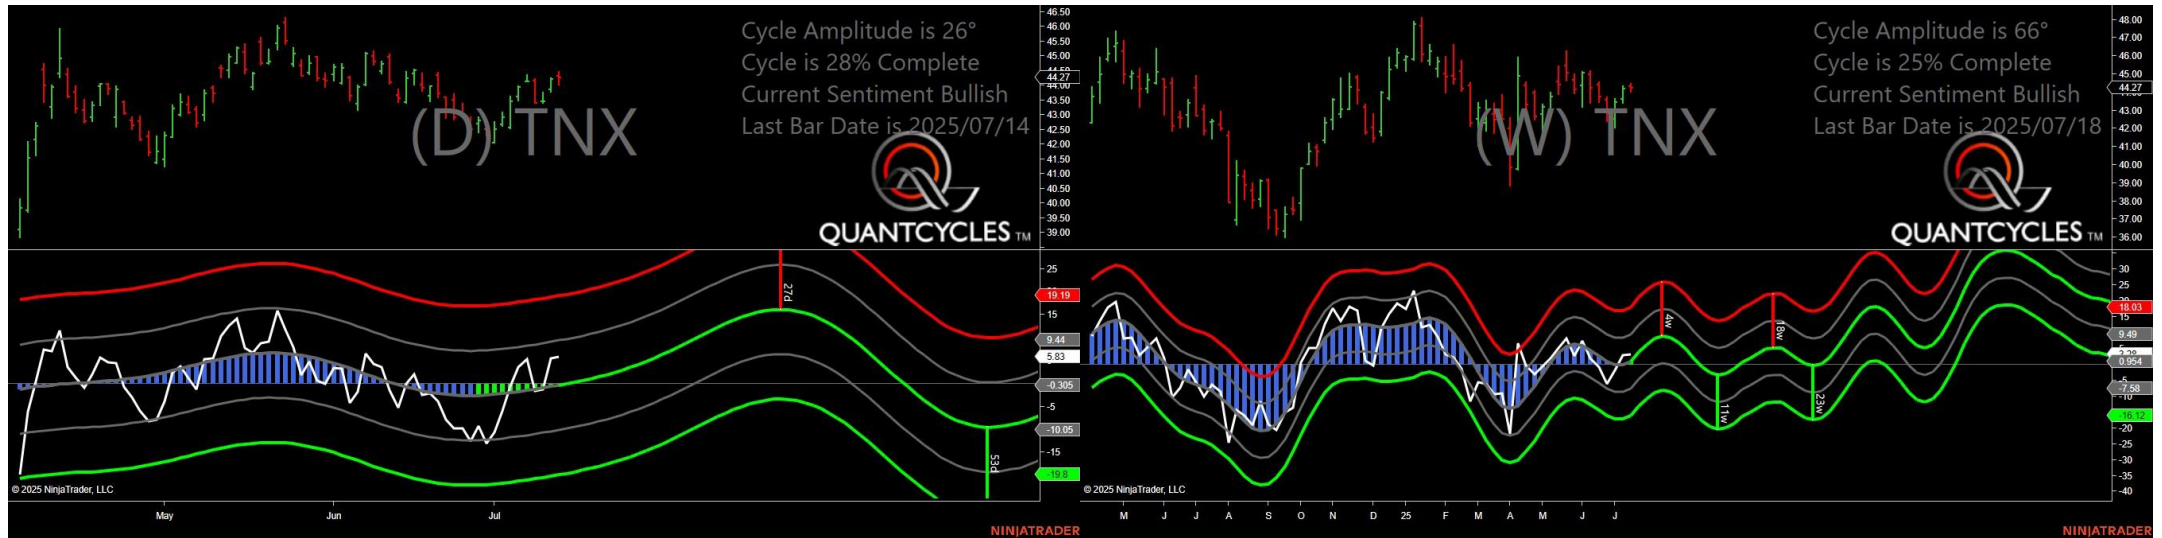 Cycle Amplitude is 26°
Cycle is 28% Complete
Current Sentiment Bullish
Last Bar Date is 2025/07/14
(D) TNX
QUANTCYCLES TM
46.50
46.00
45.50
45.00
44.27
43.50
43.00
42.50
42.00
41.50
41.00
40.50
40.00
39.50
39.00
25
19.19
15
9.44
5.83
-0.305
-5
-10.05
-15
-19.8
27d
53d
© 2025 NinjaTrader, LLC
May
Jun
Jul
NINJATRADER
Cycle Amplitude is 66°
Cycle is 25% Complete
Current Sentiment Bullish
Last Bar Date is 2025/07/18
(W) TNX
QUANTCYCLES TM
48.00
47.00
46.00
45.00
44.27
43.00
42.00
41.00
40.00
39.00
38.00
37.00
36.00
30
25
18.03
15
9.49
0.954
-7.58
-10
-16.12
-20
-25
-30
-35
-40
4w
11w
18w
23w
© 2025 NinjaTrader, LLC
M
J
J
A
S
O
N
D
25
F
M
A
M
J
J
NINJATRADER